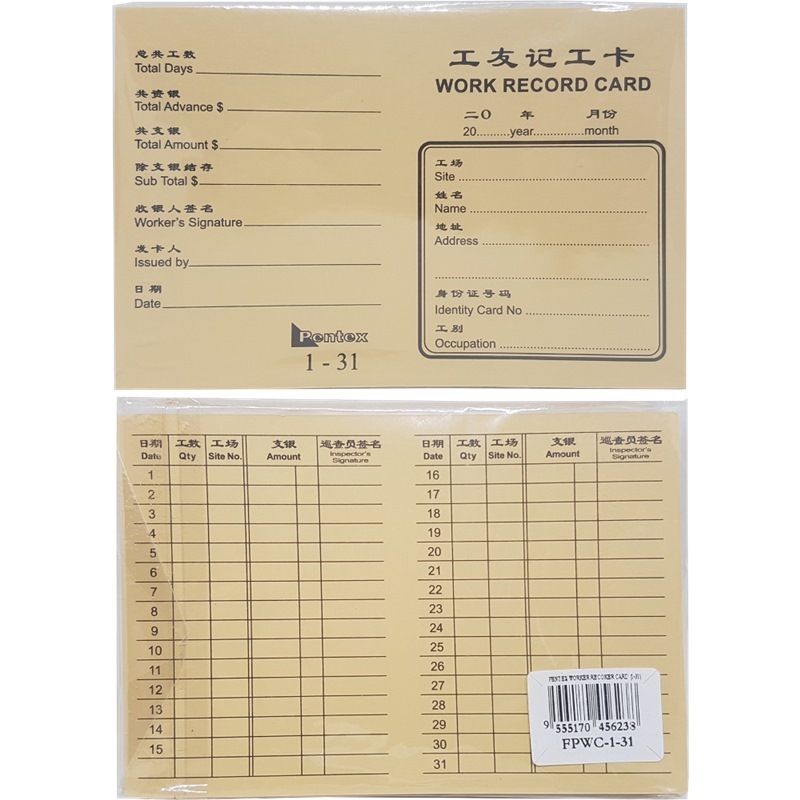 总共工数
Total Days
共资银
Total Advance $
共支银
Total Amount $
除支银结存
Sub Total $
收银人签名
Worker's Signature
发卡人
Issued by
日期
Date
Pentex
1 - 31
工友记工卡
WORK RECORD CARD
二0 年 月份
20..........year...............month
工场
Site
姓名
Name
地址
Address
身份证号码
Identity Card No
工别
Occupation
日期 工数 工场 支银 巡查员签名
Date Qty Site No. Amount Inspector's Signature
1
2
3
4
5
6
7
8
9
10
11
12
13
14
15
日期 工数 工场 支银 巡查员签名
Date Qty Site No. Amount Inspector's Signature
16
17
18
19
20
21
22
23
24
25
26
27
28
29
30
31
PENTEX WORKER RECORER CARD (1-31)
9 555170 456238
FPWC-1-31